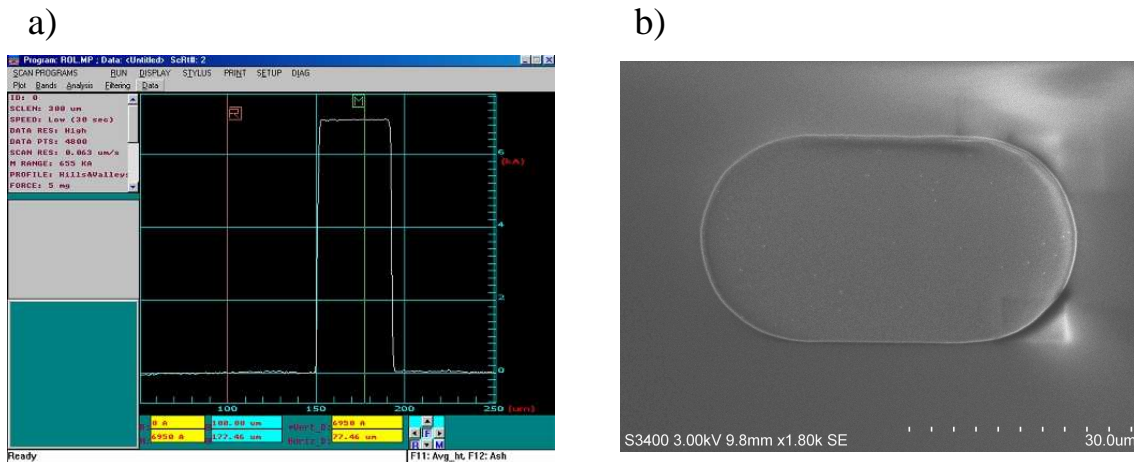 a)
b)
Program: ROL.MP ; Data: <Untitled> ScRt#: 2
SCAN PROGRAMS RUN DISPLAY STYLUS PRINT SETUP DIAG
Plot Bands Analysis Filtering Data
ID: 0
SCLEN: 300 um
SPEED: Low (30 sec)
DATA RES: High
DATA PTS: 4800
SCAN RES: 0.063 um/s
M RANGE: 655 KA
PROFILE: Hills&Valleys
FORCE: 5 mg
R
M
6
(kA)
4
2
0
100 150 200 250 (um)
0 A 100.00 um 6950 A
6950 A 177.46 um 77.46 um
F
R M
Ready F11: Avg_ht, F12: Ash
S3400 3.00kV 9.8mm x1.80k SE 30.0um